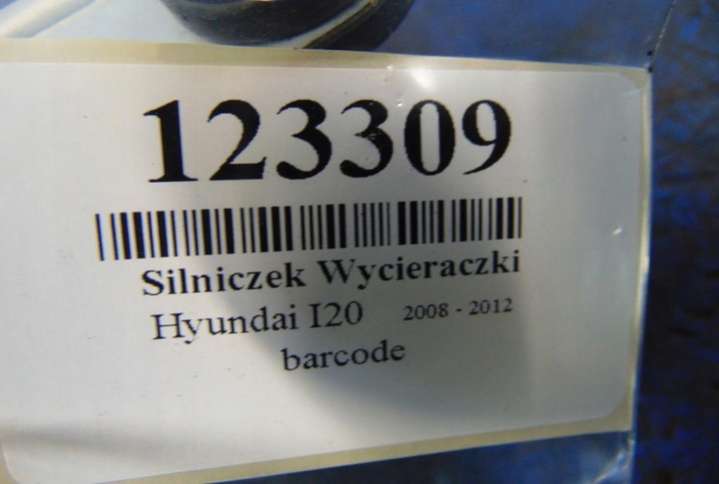 123309
Silniczek Wycieraczki
Hyundai I20 2008 - 2012
barcode